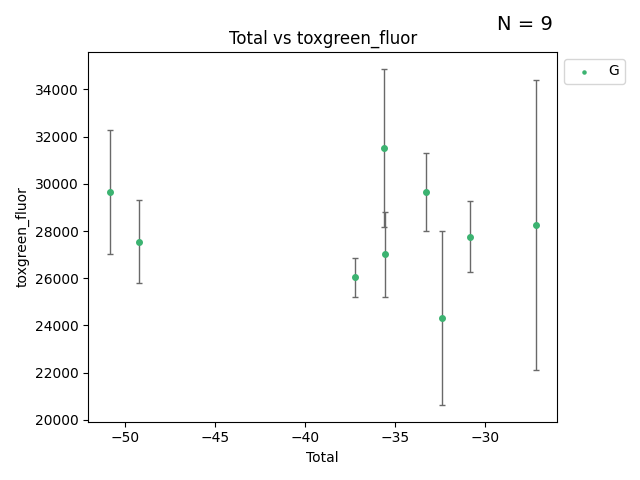 N = 9
Total vs toxgreen_fluor
G
34000
32000
30000
28000
26000
24000
22000
20000
toxgreen_fluor
−50
−45
−40
−35
−30
Total